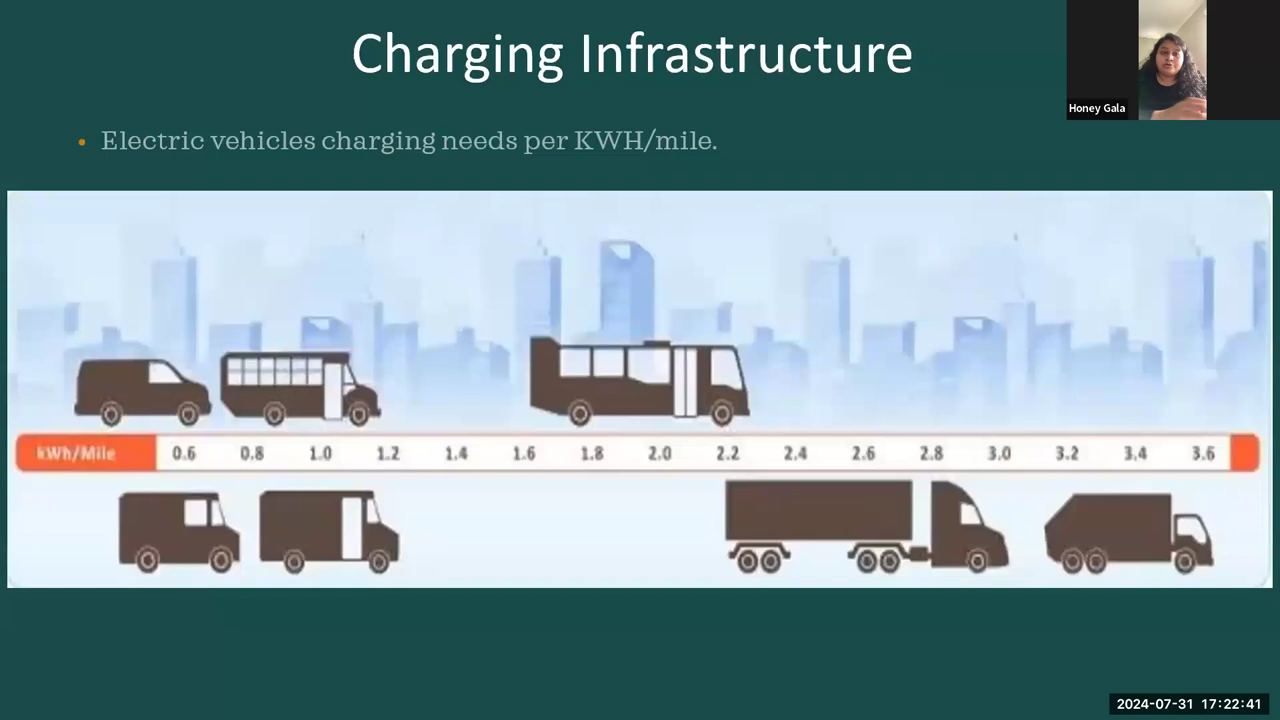 Charging Infrastructure
Honey Gala
• Electric vehicles charging needs per KWH/mile.
kWh/Mile 0.6 0.8 1.0 1.2 1.4 1.6 1.8 2.0 2.2 2.4 2.6 2.8 3.0 3.2 3.4 3.6
2024-07-31 17:22:41